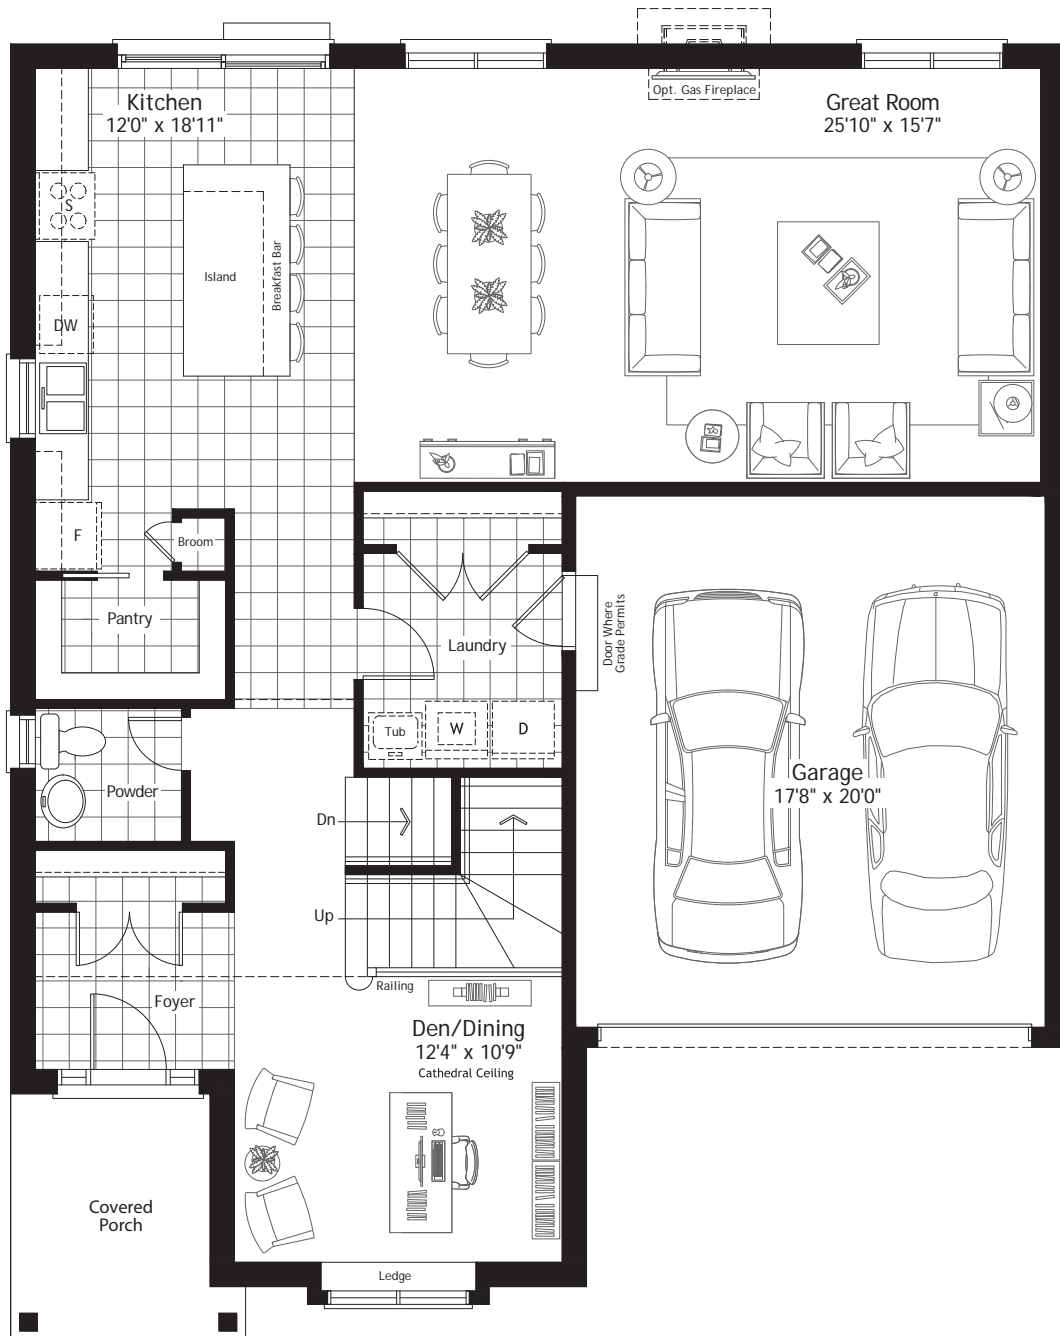 Opt. Gas Fireplace
Kitchen
12'0" x 18'11"
Great Room
25'10" x 15'7"
S
Island
Breakfast Bar
DW
F
Broom
Pantry
Laundry
Door Where
Grade Permits
Tub
W
D
Powder
Garage
17'8" x 20'0"
Dn
Up
Railing
Foyer
Den/Dining
12'4" x 10'9"
Cathedral Ceiling
Covered
Porch
Ledge